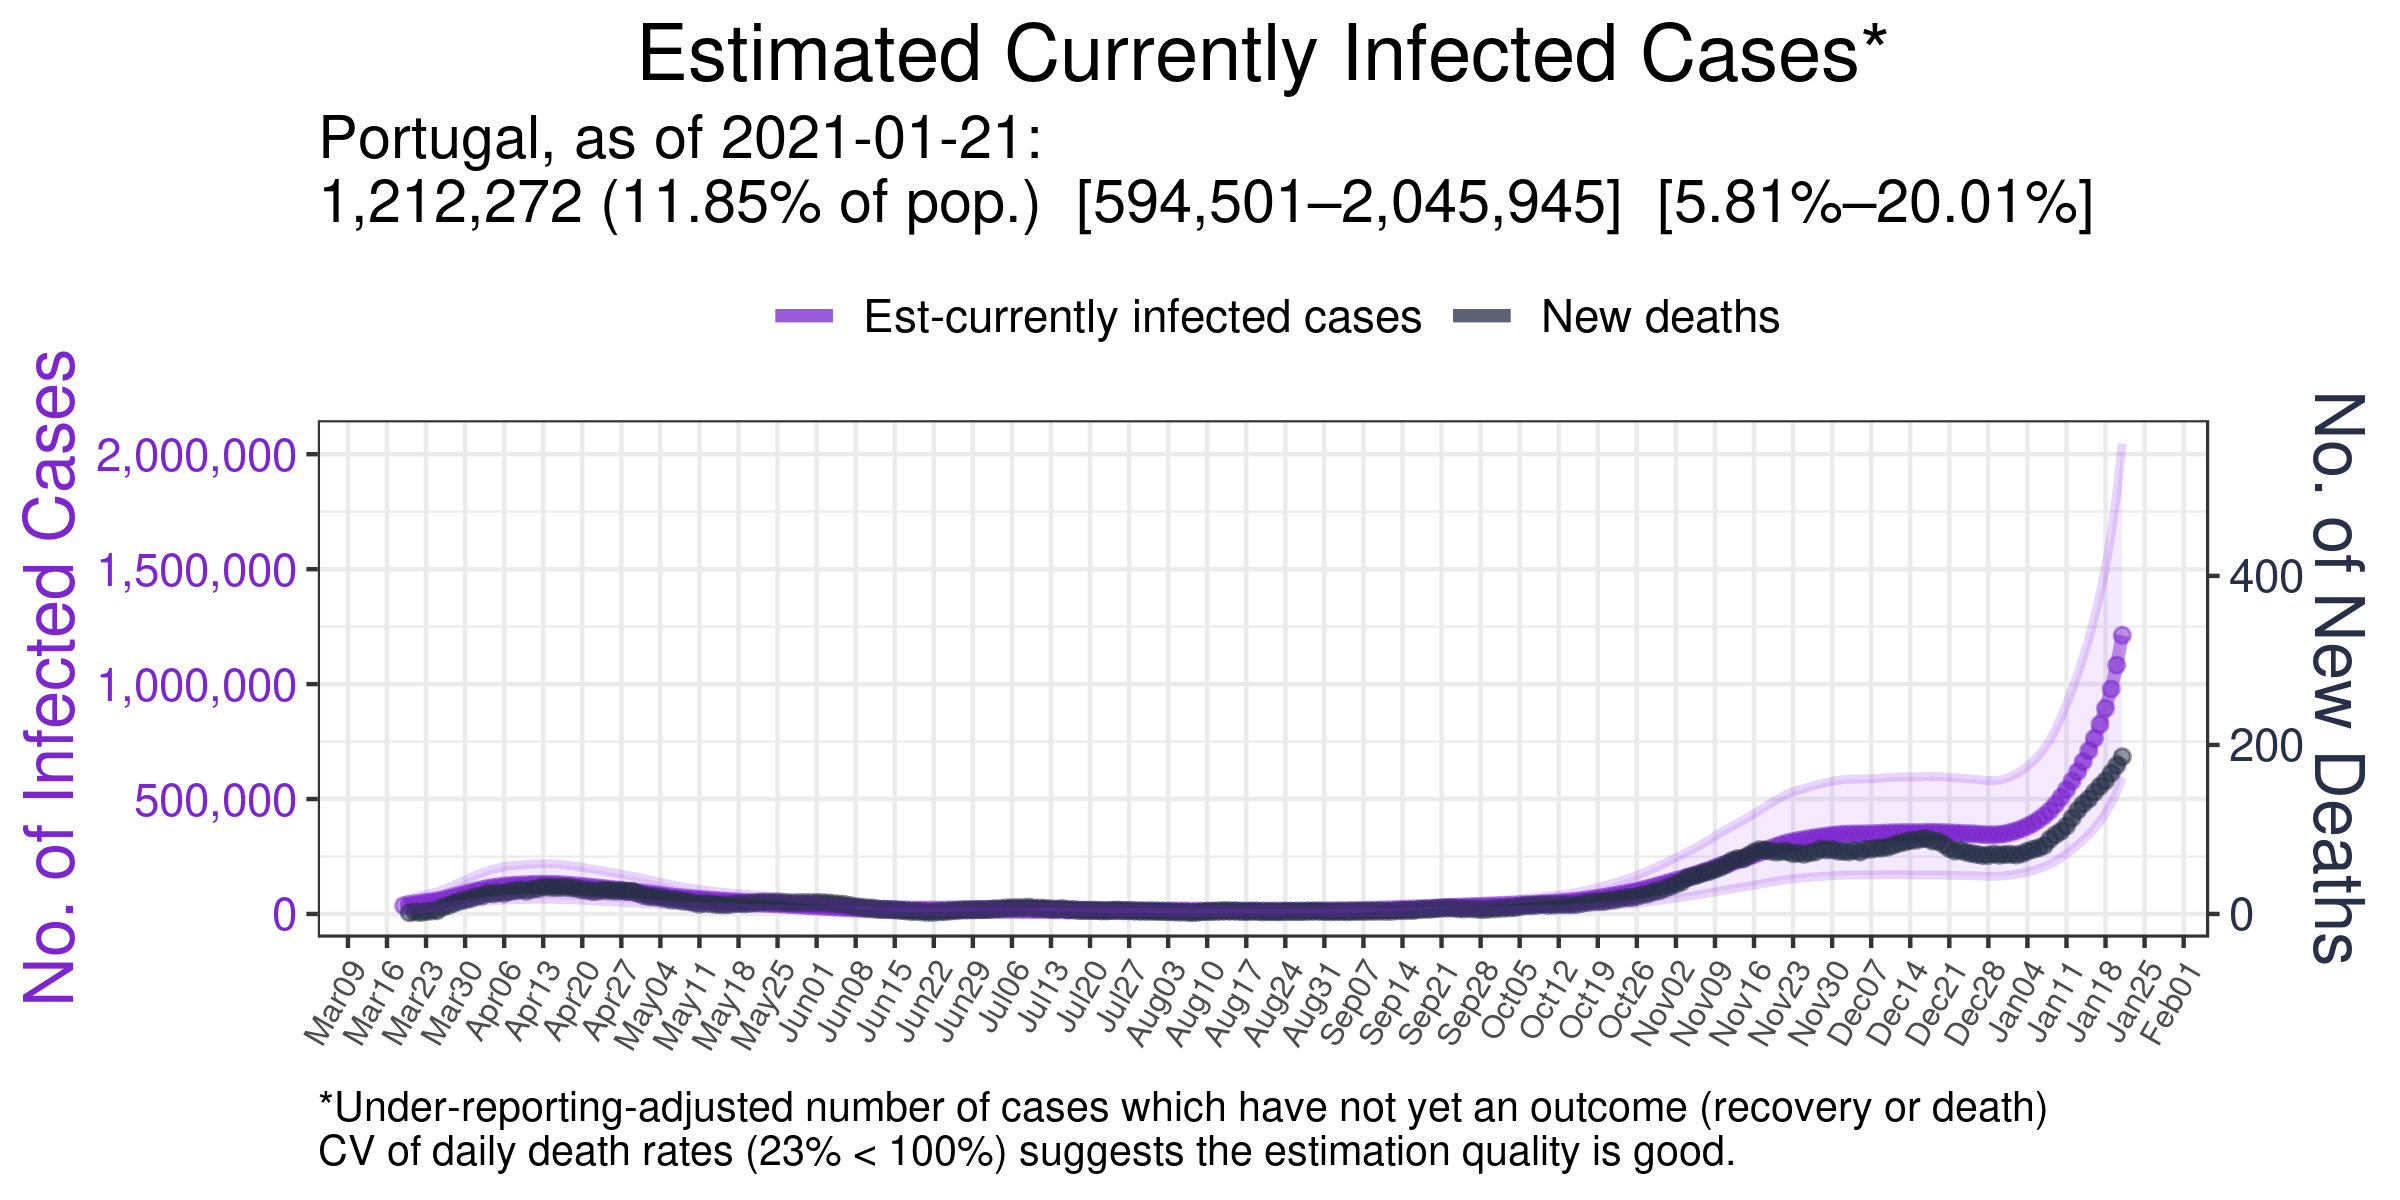 Estimated Currently Infected Cases*
Portugal, as of 2021-01-21:
1,212,272 (11.85% of pop.) [594,501–2,045,945] [5.81%–20.01%]
Est-currently infected cases New deaths
No. of Infected Cases
2,000,000
1,500,000
1,000,000
500,000
0
400
200
0
No. of New Deaths
Mar09 Mar16 Mar23 Mar30 Apr06 Apr13 Apr20 Apr27 May04 May11 May18 May25 Jun01 Jun08 Jun15 Jun22 Jun29 Jul06 Jul13 Jul20 Jul27 Aug03 Aug10 Aug17 Aug24 Aug31 Sep07 Sep14 Sep21 Sep28 Oct05 Oct12 Oct19 Oct26 Nov02 Nov09 Nov16 Nov23 Nov30 Dec07 Dec14 Dec21 Dec28 Jan04 Jan11 Jan18 Jan25 Feb01
*Under-reporting-adjusted number of cases which have not yet an outcome (recovery or death)
CV of daily death rates (23% < 100%) suggests the estimation quality is good.